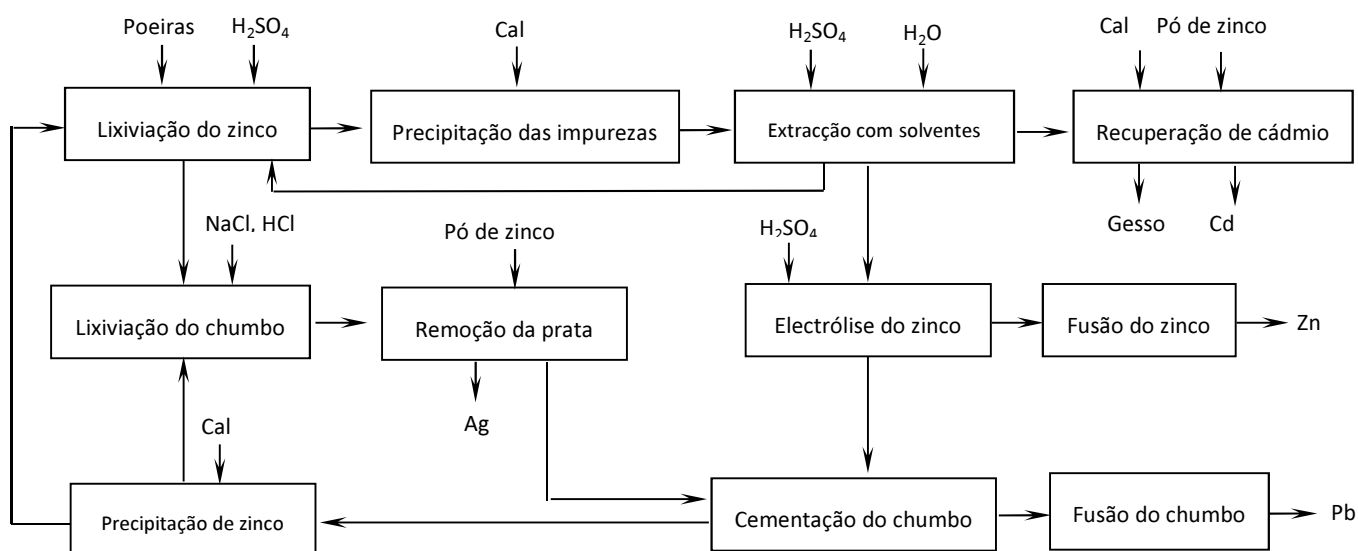 Poeiras
H₂SO₄
Cal
H₂SO₄
H₂O
Cal
Pó de zinco
Lixiviação do zinco
Precipitação das impurezas
Extracção com solventes
Recuperação de cádmio
NaCl, HCl
Pó de zinco
H₂SO₄
Gesso
Cd
Lixiviação do chumbo
Remoção da prata
Electrólise do zinco
Fusão do zinco
Zn
Cal
Ag
Precipitação de zinco
Cementação do chumbo
Fusão do chumbo
Pb